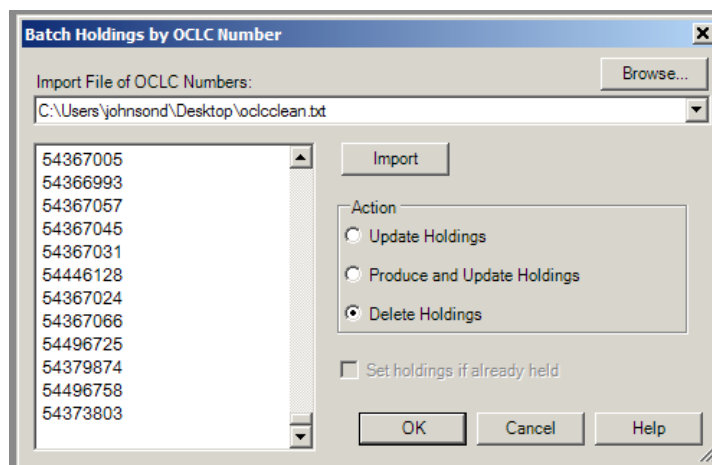 Batch Holdings by OCLC Number
Import File of OCLC Numbers:
Browse...
C:\Users\johnsond\Desktop\oclcclean.txt
54367005
54366993
54367057
54367045
54367031
54446128
54367024
54367066
54496725
54379874
54496758
54373803
Import
Action
Update Holdings
Produce and Update Holdings
Delete Holdings
Set holdings if already held
OK
Cancel
Help